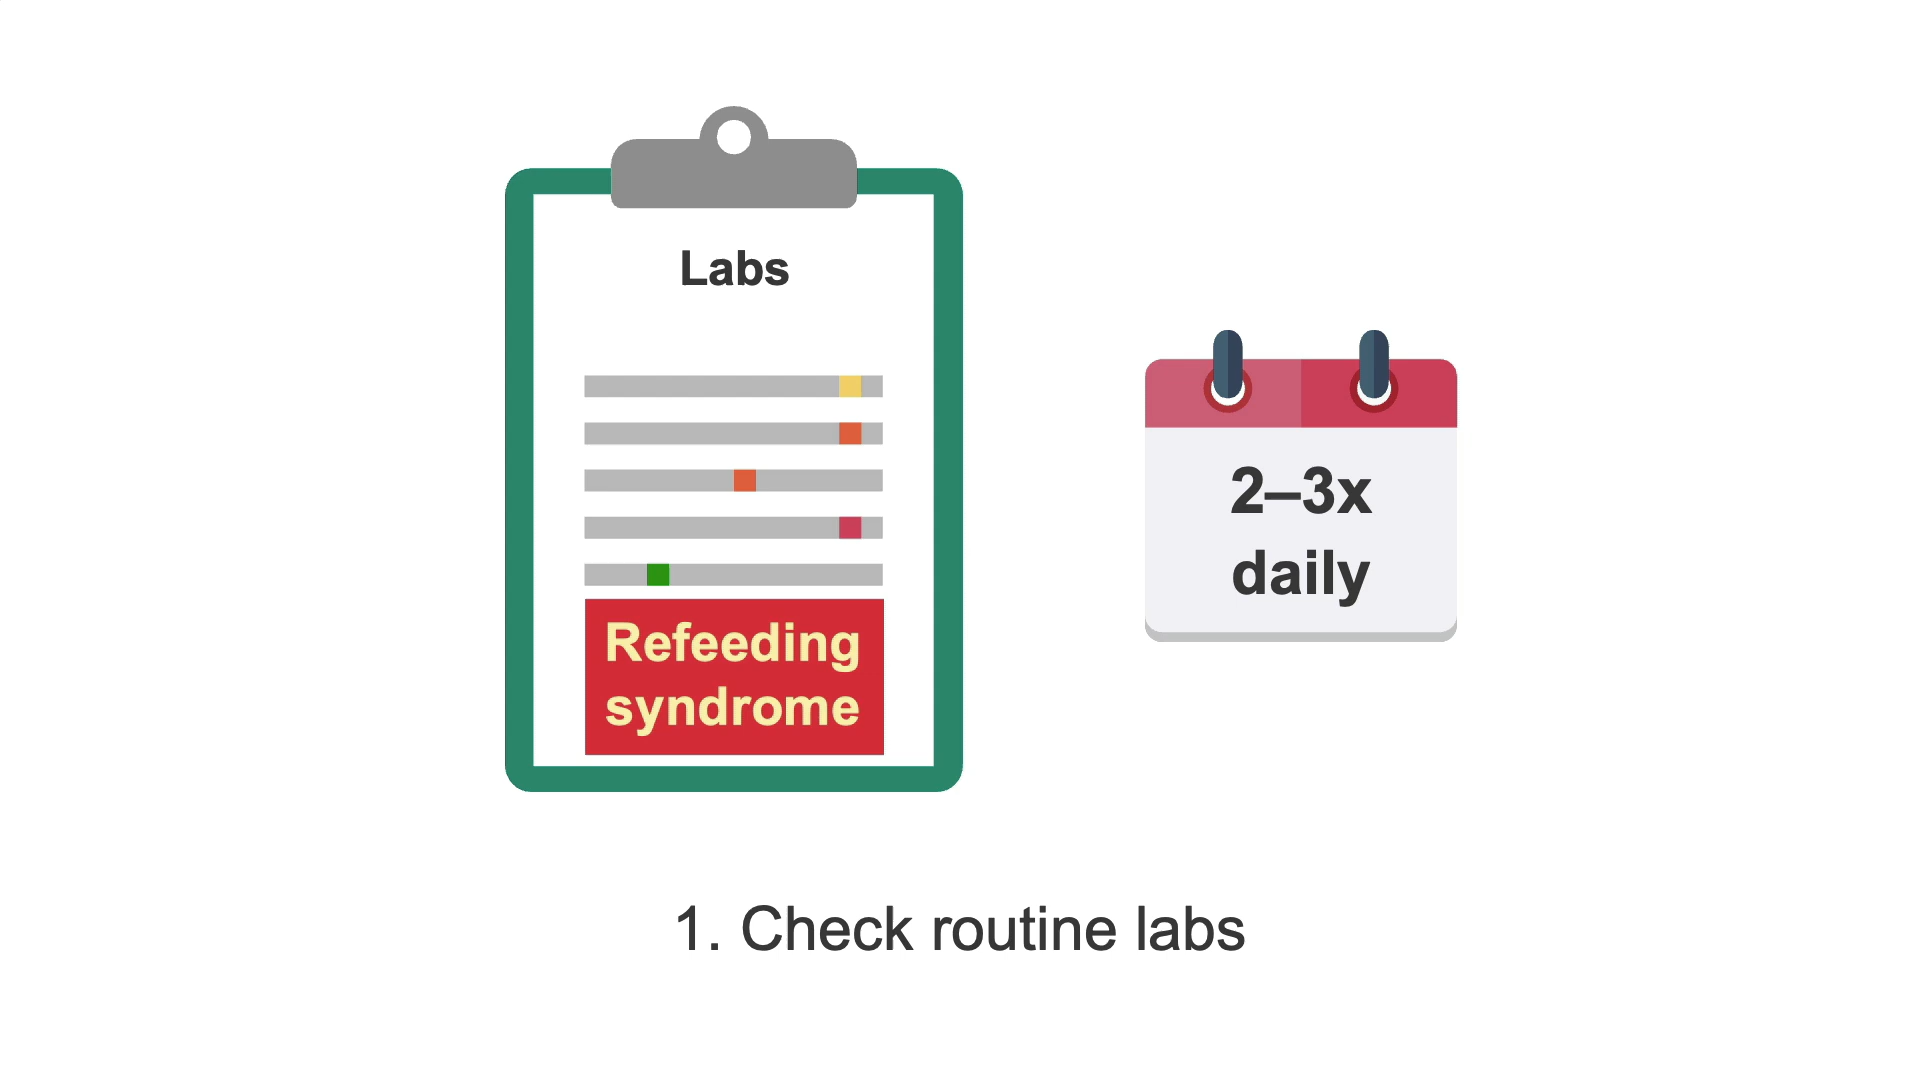 Labs
Refeeding
syndrome
2–3x
daily
1. Check routine labs